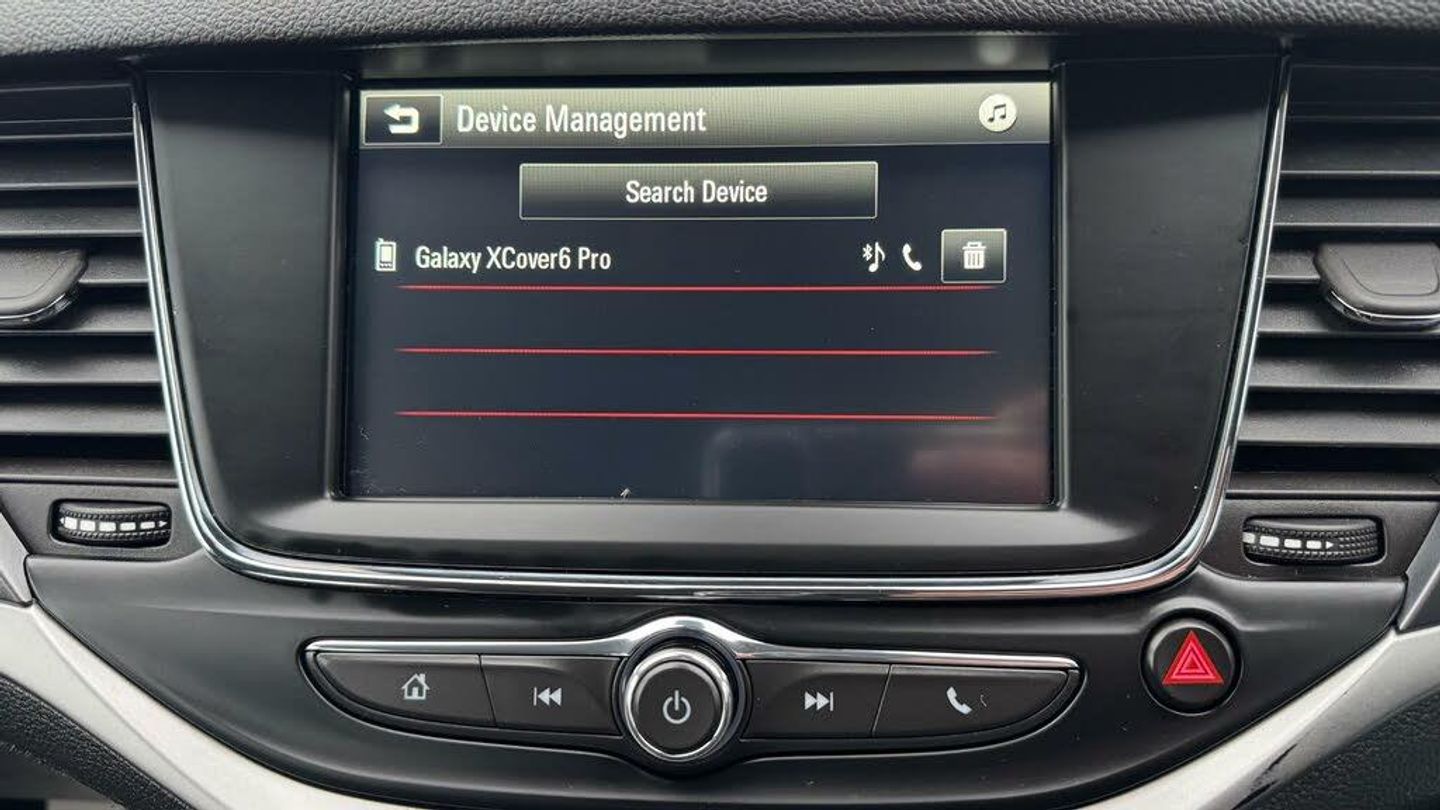 Device Management
Search Device
Galaxy XCover6 Pro